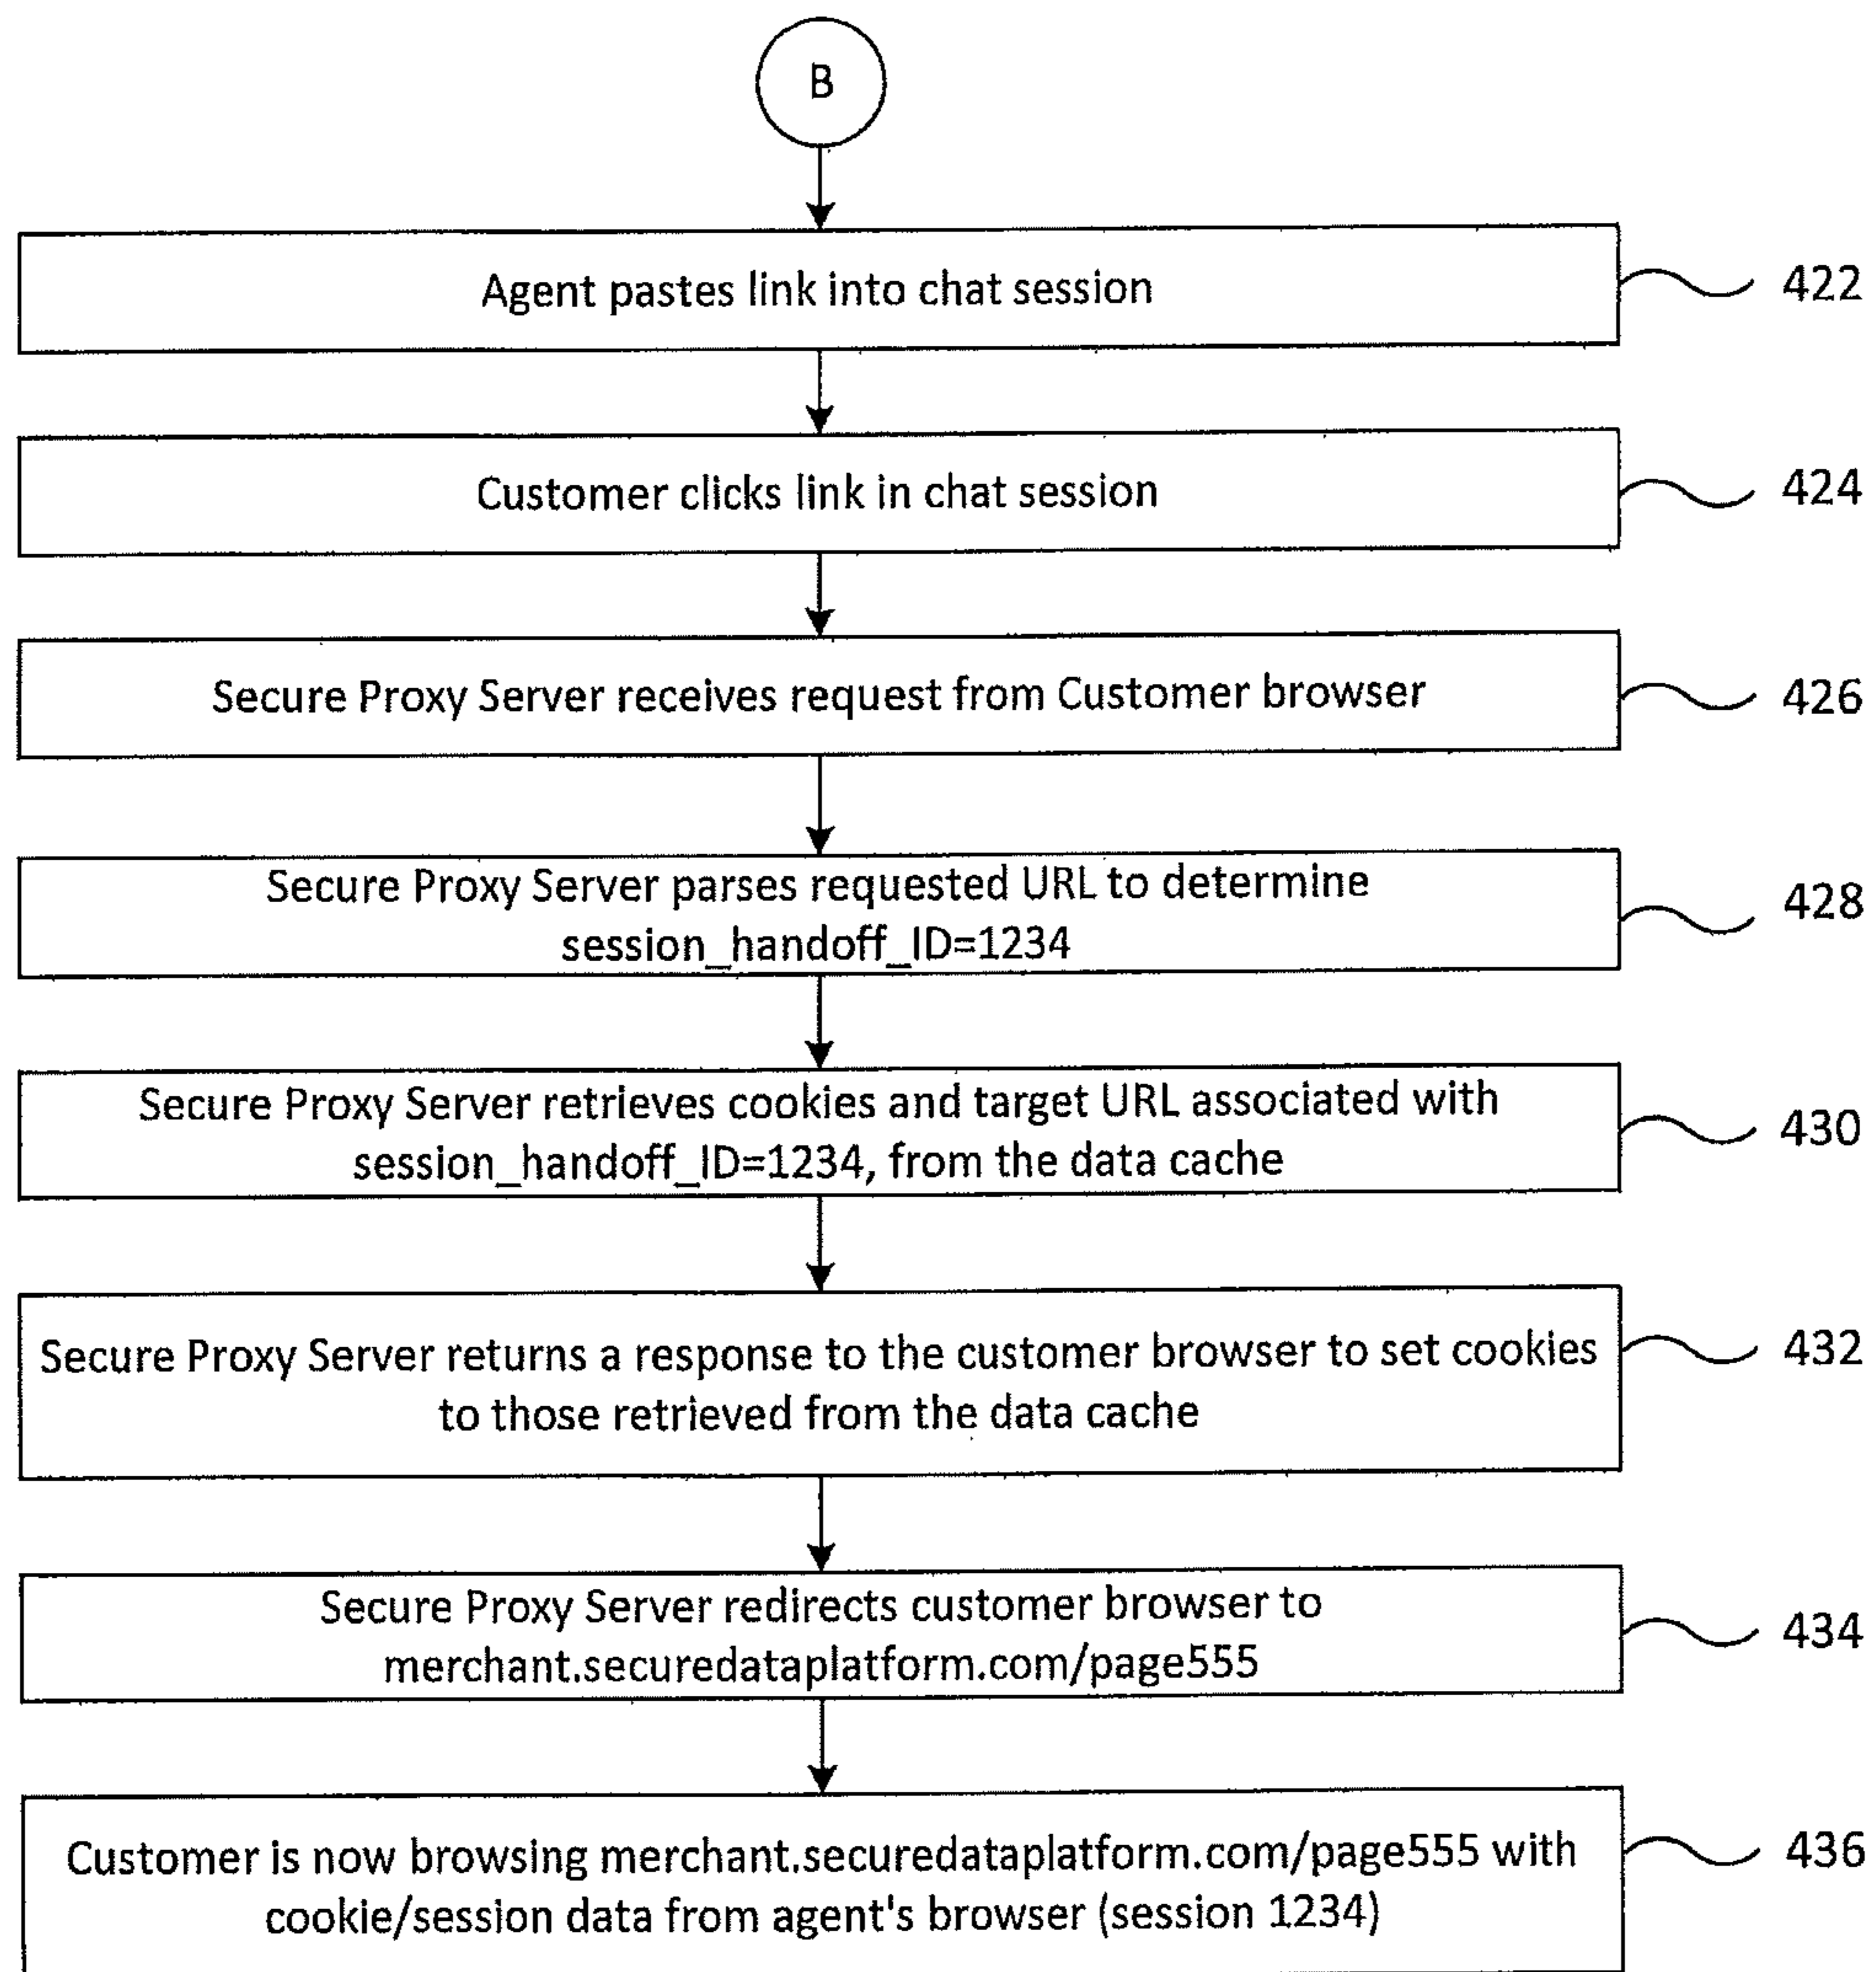 B
Agent pastes link into chat session
422
Customer clicks link in chat session
424
Secure Proxy Server receives request from Customer browser
426
Secure Proxy Server parses requested URL to determine
session_handoff_ID=1234
428
Secure Proxy Server retrieves cookies and target URL associated with
session_handoff_ID=1234, from the data cache
430
Secure Proxy Server returns a response to the customer browser to set cookies
to those retrieved from the data cache
432
Secure Proxy Server redirects customer browser to
merchant.securedataplatform.com/page555
434
Customer is now browsing merchant.securedataplatform.com/page555 with
cookie/session data from agent's browser (session 1234)
436